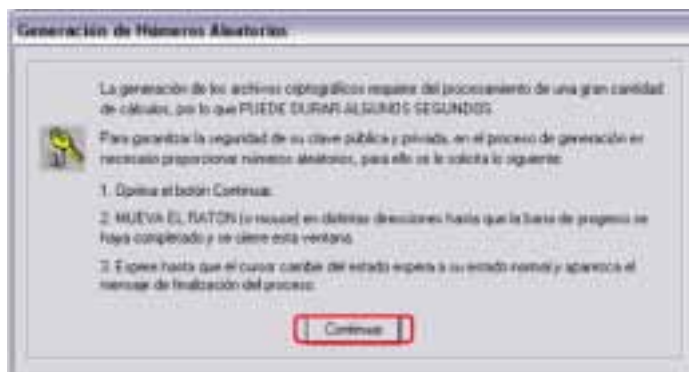 Generación de Números Aleatorios
La generación de los archivos criptográficos requiere del procesamiento de una gran cantidad
de cálculos, por lo que PUEDE DURAR ALGUNOS SEGUNDOS.
Para garantizar la seguridad de su clave pública y privada, en el proceso de generación es
necesario proporcionar números aleatorios, para ello se le solicita lo siguiente:
1. Oprima el botón Continuar.
2. MUEVA EL RATON (o mouse) en distintas direcciones hasta que la barra de progreso se
haya completado y se cierre esta ventana.
3. Espere hasta que el cursor cambie del estado espera a su estado normal y aparezca el
mensaje de finalización del proceso.
Continuar